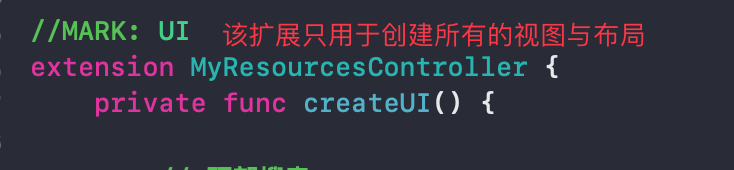 //MARK: UI 该扩展只用于创建所有的视图与布局
extension MyResourcesController {
private func createUI() {